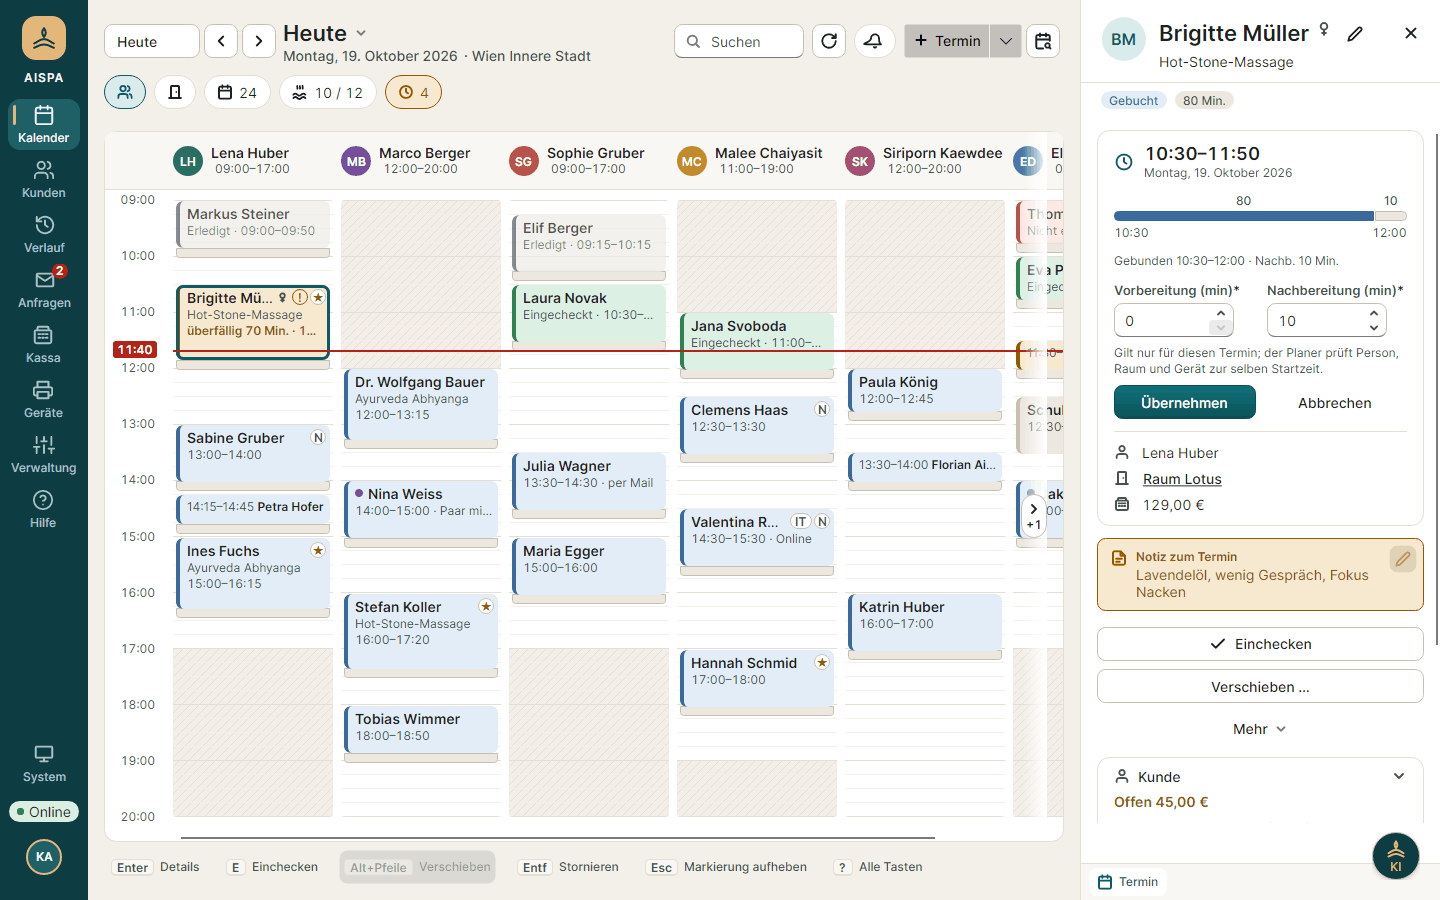 AISPA
Kalender
Kunden
Verlauf
Anfragen
2
Kassa
Geräte
Verwaltung
Hilfe
System
Online
KA
Heute
Heute
Montag, 19. Oktober 2026 · Wien Innere Stadt
Suchen
+ Termin
24
10 / 12
4
LH Lena Huber
09:00–17:00
MB Marco Berger
12:00–20:00
SG Sophie Gruber
09:00–17:00
MC Malee Chaiyasit
11:00–19:00
SK Siriporn Kaewdee
12:00–20:00
ED
09:00
10:00
11:00
11:40
12:00
13:00
14:00
15:00
16:00
17:00
18:00
19:00
20:00
Markus Steiner
Erledigt · 09:00–09:50
Brigitte Mü... ♀ ! ★
Hot-Stone-Massage
überfällig 70 Min. · 1...
Sabine Gruber N
13:00–14:00
14:15–14:45 Petra Hofer
Ines Fuchs ★
Ayurveda Abhyanga
15:00–16:15
Dr. Wolfgang Bauer
Ayurveda Abhyanga
12:00–13:15
Nina Weiss
14:00–15:00 · Paar mi...
Stefan Koller ★
Hot-Stone-Massage
16:00–17:20
Tobias Wimmer
18:00–18:50
Elif Berger
Erledigt · 09:15–10:15
Laura Novak
Eingecheckt · 10:30–...
Julia Wagner
13:30–14:30 · per Mail
Maria Egger
15:00–16:00
Jana Svoboda
Eingecheckt · 11:00–...
Clemens Haas N
12:30–13:30
Valentina R... IT N
14:30–15:30 · Online
Hannah Schmid ★
17:00–18:00
Paula König
12:00–12:45
13:30–14:00 Florian Ai...
Katrin Huber
16:00–17:00
Thom
Nicht e
Eva P
Eingec
11:30
Schul
12:30
+1
Enter Details
E Einchecken
Alt+Pfeile Verschieben
Entf Stornieren
Esc Markierung aufheben
? Alle Tasten
BM
Brigitte Müller ♀
Hot-Stone-Massage
Gebucht
80 Min.
10:30–11:50
Montag, 19. Oktober 2026
80 10
10:30 12:00
Gebunden 10:30–12:00 · Nachb. 10 Min.
Vorbereitung (min)*
0
Nachbereitung (min)*
10
Gilt nur für diesen Termin; der Planer prüft Person,
Raum und Gerät zur selben Startzeit.
Übernehmen
Abbrechen
Lena Huber
Raum Lotus
129,00 €
Notiz zum Termin
Lavendelöl, wenig Gespräch, Fokus
Nacken
Einchecken
Verschieben ...
Mehr
Kunde
Offen 45,00 €
KI
Termin